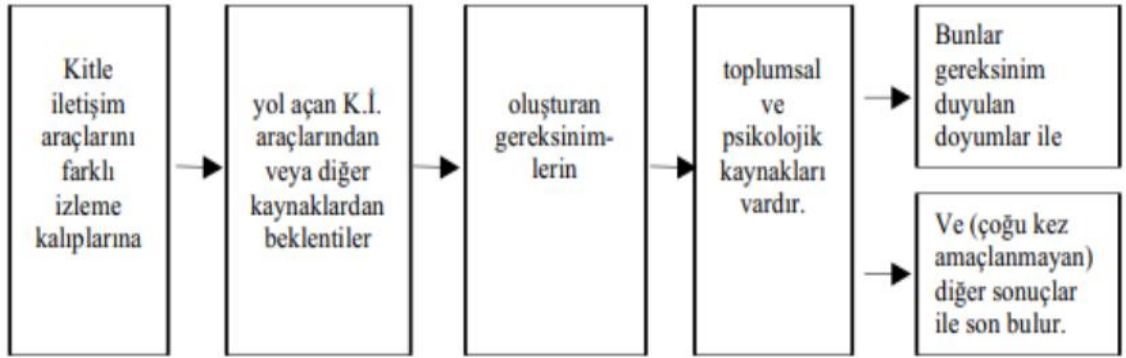 Kitle
iletişim
araçlarını
farklı
izleme
kalıplarına
yol açan K.İ.
araçlarından
veya diğer
kaynaklardan
beklentiler
oluşturan
gereksinim-
lerin
toplumsal
ve
psikolojik
kaynakları
vardır.
Bunlar
gereksinim
duyulan
doyumlar ile
Ve (çoğu kez
amaçlanmayan)
diğer sonuçlar
ile son bulur.